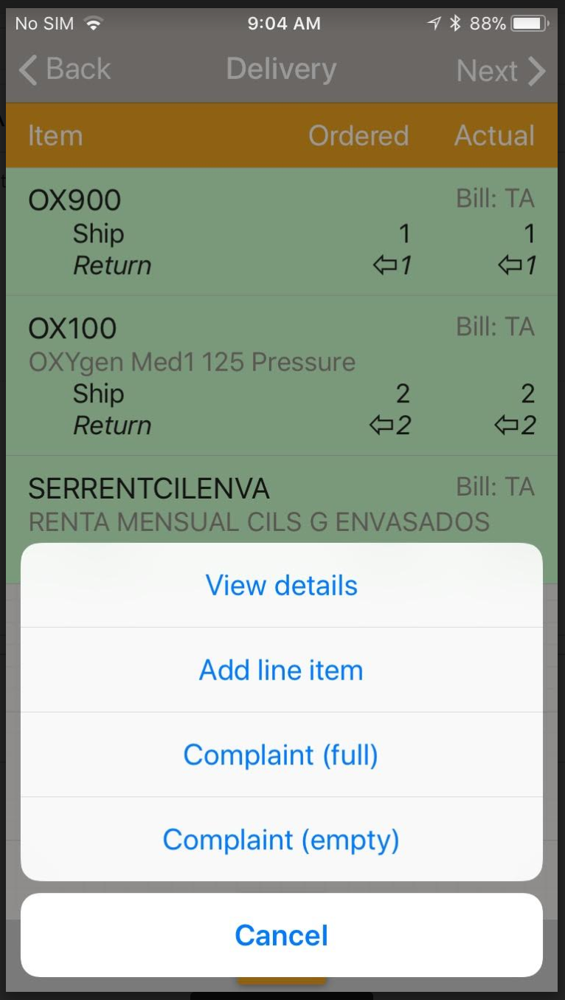 No SIM 9:04 AM 88%
Back Delivery Next
Item Ordered Actual
OX900 Bill: TA
Ship 1 1
Return ⇦1 ⇦1
OX100 Bill: TA
OXYgen Med1 125 Pressure
Ship 2 2
Return ⇦2 ⇦2
SERRENTCILENVA Bill: TA
RENTA MENSUAL CILS G ENVASADOS
View details
Add line item
Complaint (full)
Complaint (empty)
Cancel